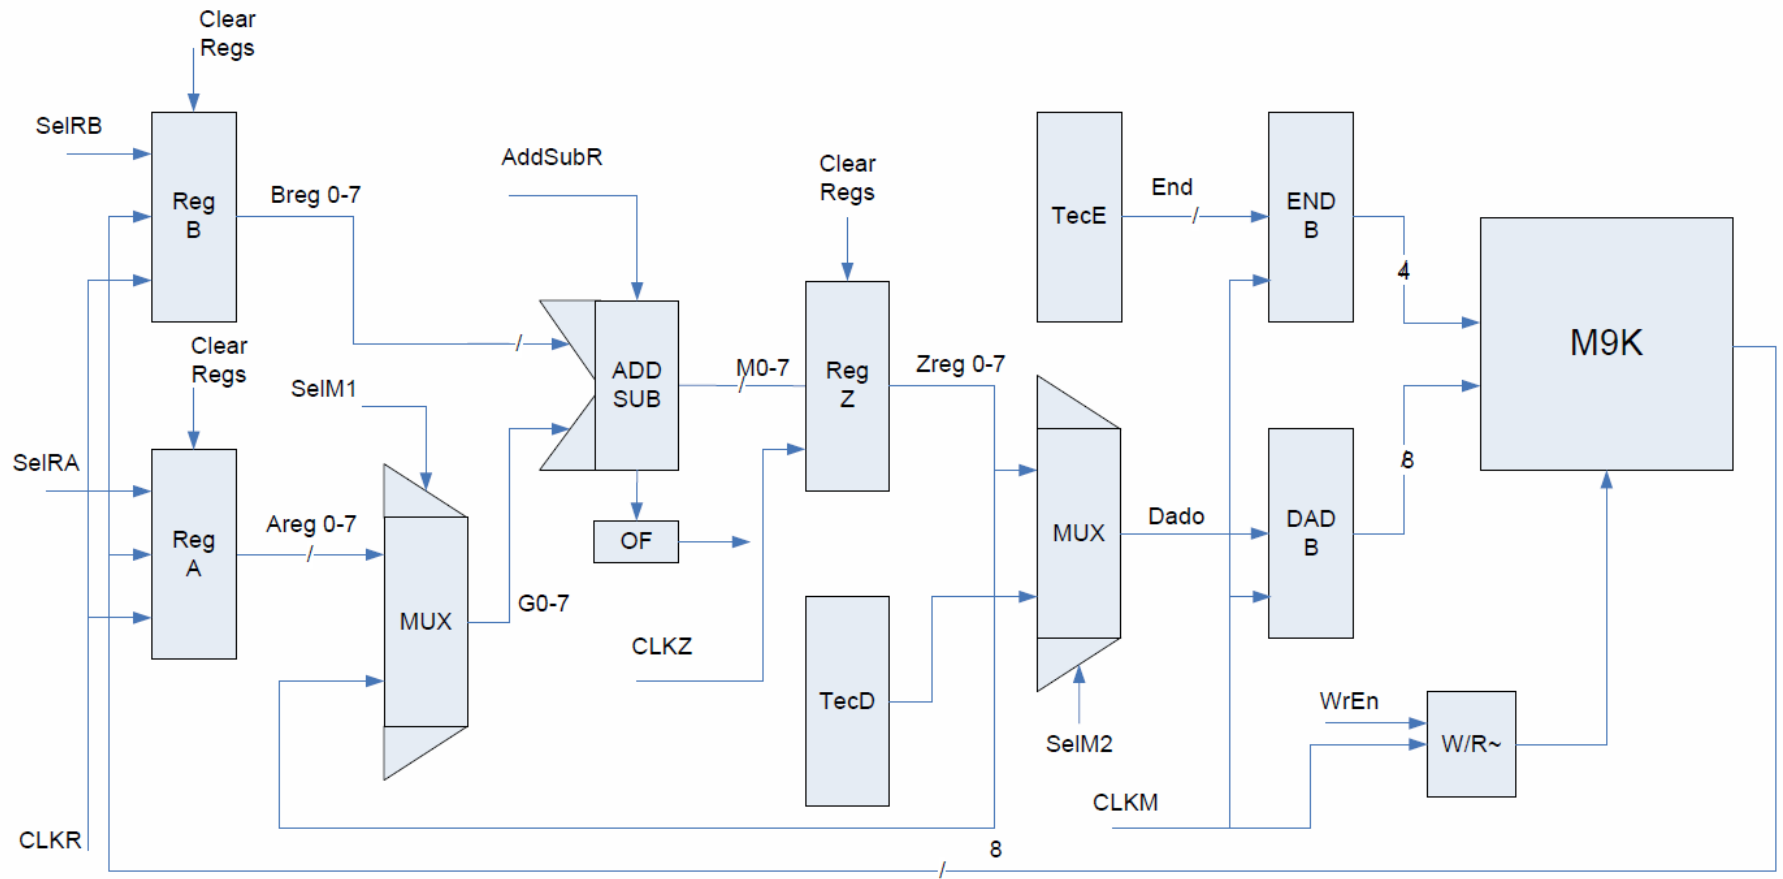 Clear
Regs
SelRB
Reg
B
Breg 0-7
AddSubR
Clear
Regs
TecE
End
/
END
B
4
/
M9K
Clear
Regs
SelM1
/
ADD
SUB
M0-7
/
Reg
Z
Zreg 0-7
SelRA
Reg
A
Areg 0-7
/
MUX
G0-7
OF
CLKZ
TecD
MUX
Dado
DAD
B
8
/
SelM2
WrEn
W/R~
CLKM
CLKR
8
/